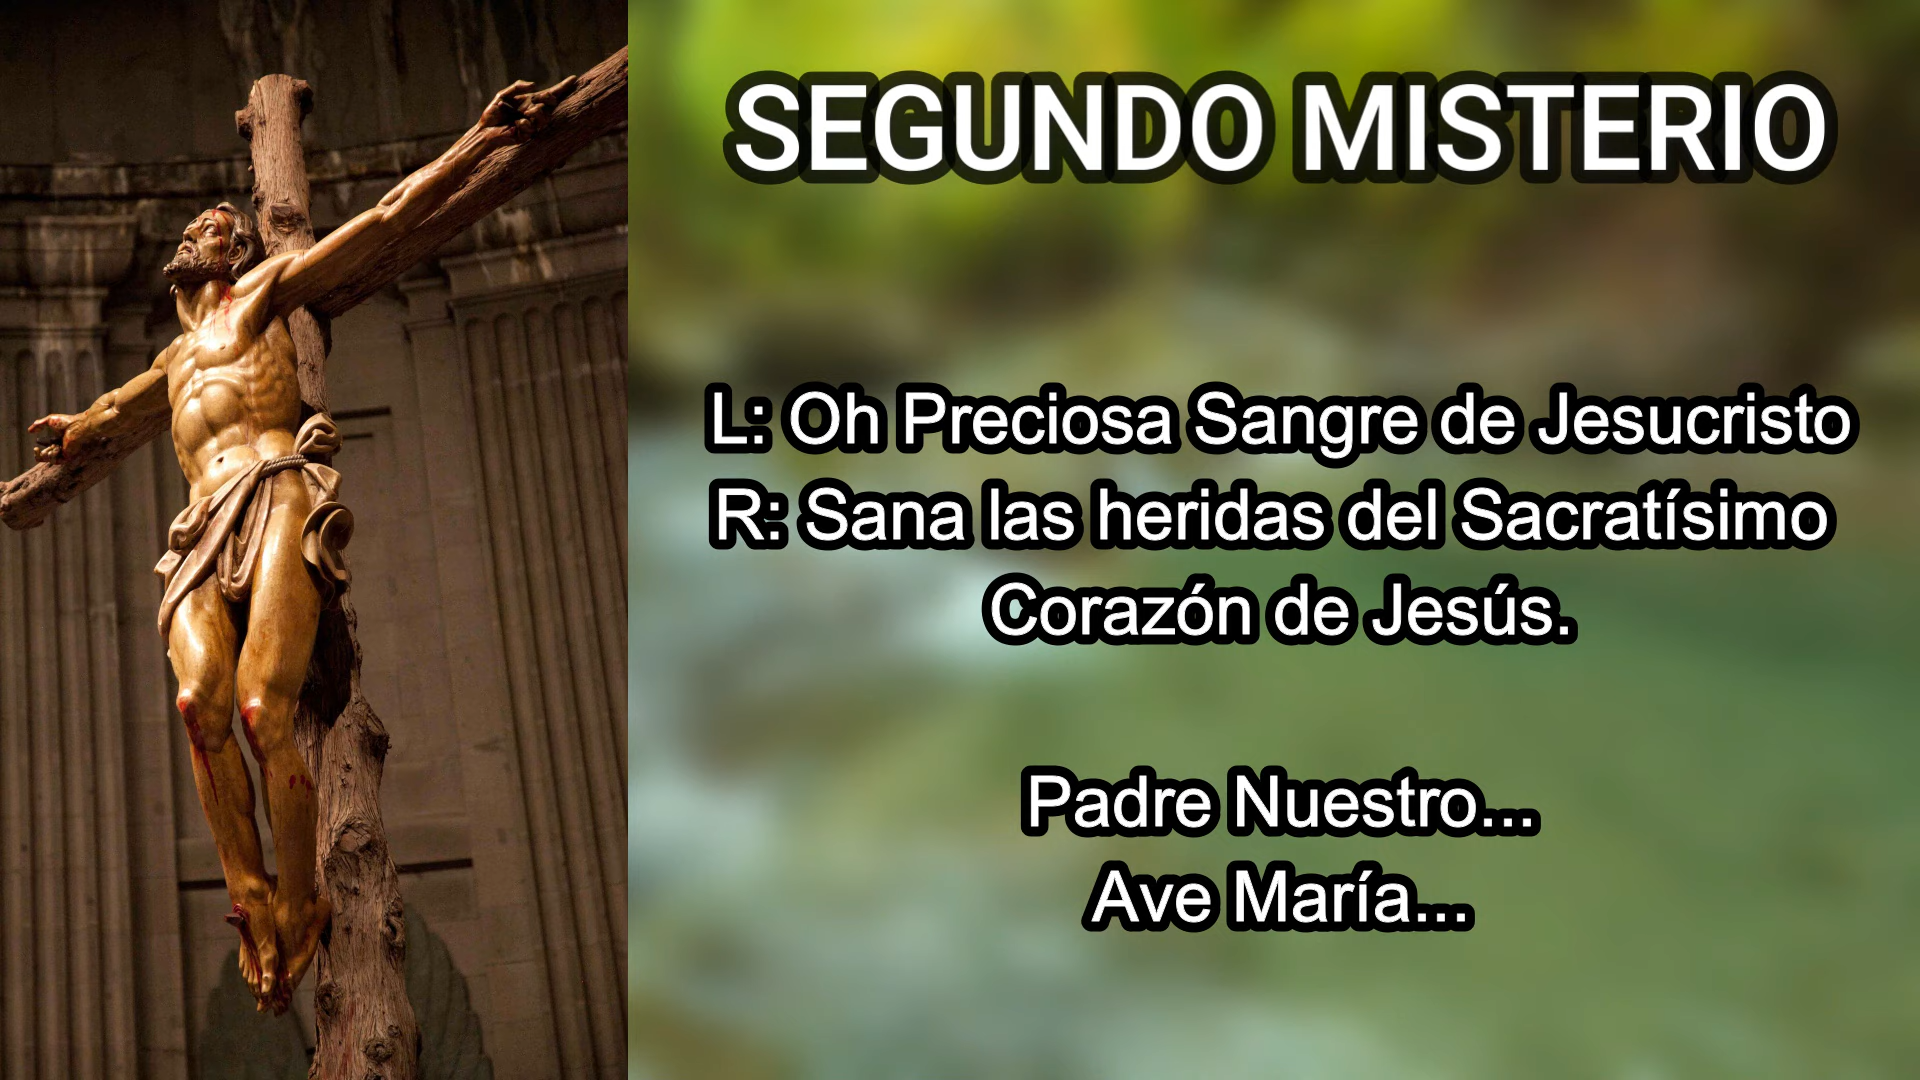 SEGUNDO MISTERIO
L: Oh Preciosa Sangre de Jesucristo
R: Sana las heridas del Sacratísimo
Corazón de Jesús.
Padre Nuestro...
Ave María...